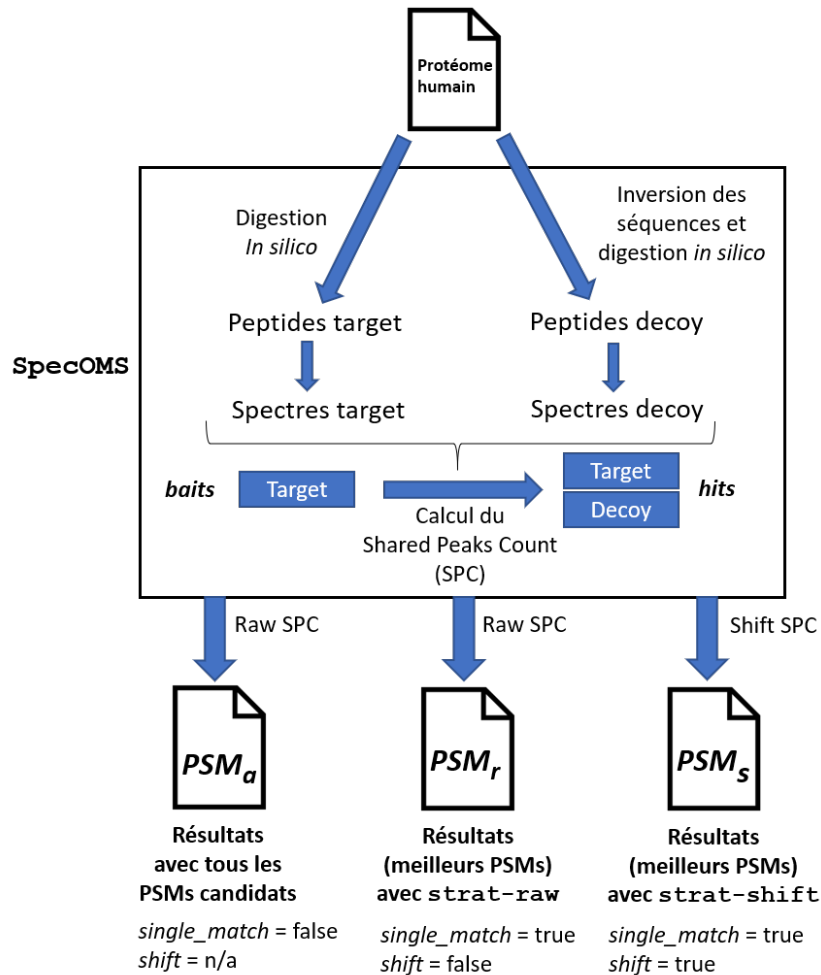 Protéome
humain
Digestion
In silico
Inversion des
séquences et
digestion in silico
Peptides target
Peptides decoy
SpecOMS
Spectres target
Spectres decoy
baits
Target
Target
Decoy
hits
Calcul du
Shared Peaks Count
(SPC)
Raw SPC
Raw SPC
Shift SPC
PSMa
PSMr
PSMs
Résultats
avec tous les
PSMs candidats
single_match = false
shift = n/a
Résultats
(meilleurs PSMs)
avec strat-raw
single_match = true
shift = false
Résultats
(meilleurs PSMs)
avec strat-shift
single_match = true
shift = true